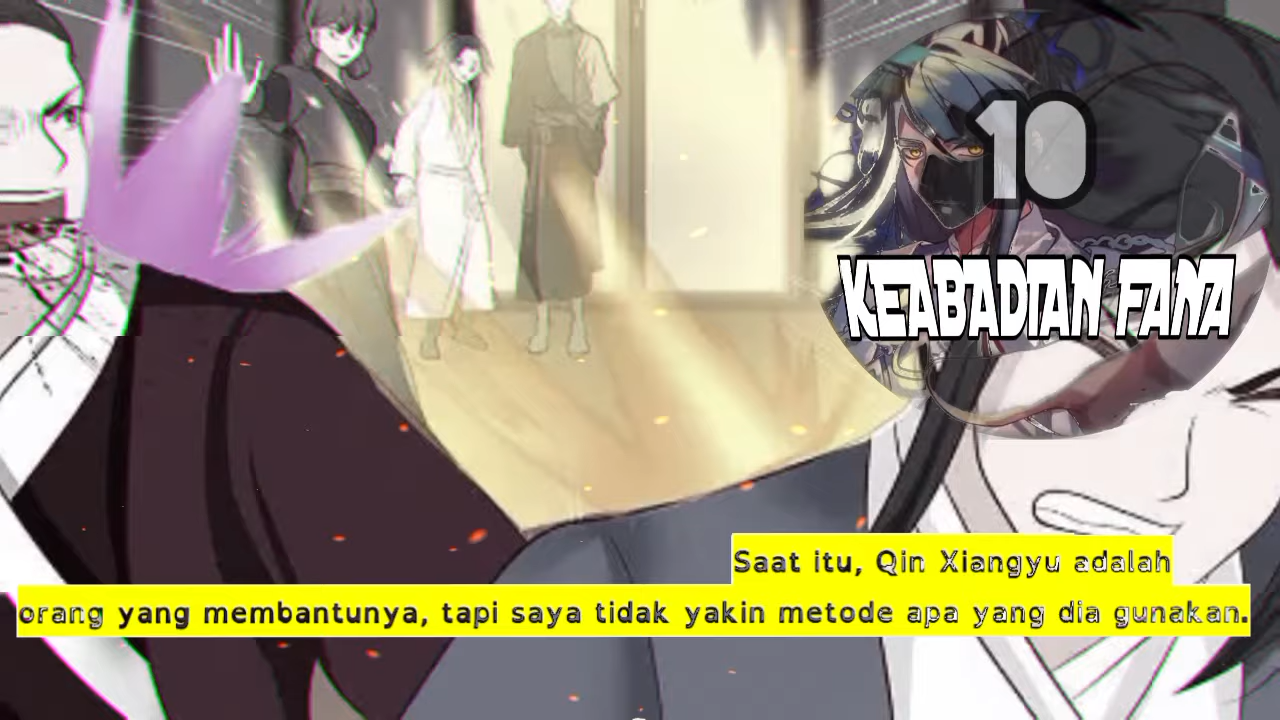 10
KEABADIAN FANA
Saat itu, Qin Xiangyu adalah
orang yang membantunya, tapi saya tidak yakin metode apa yang dia gunakan.